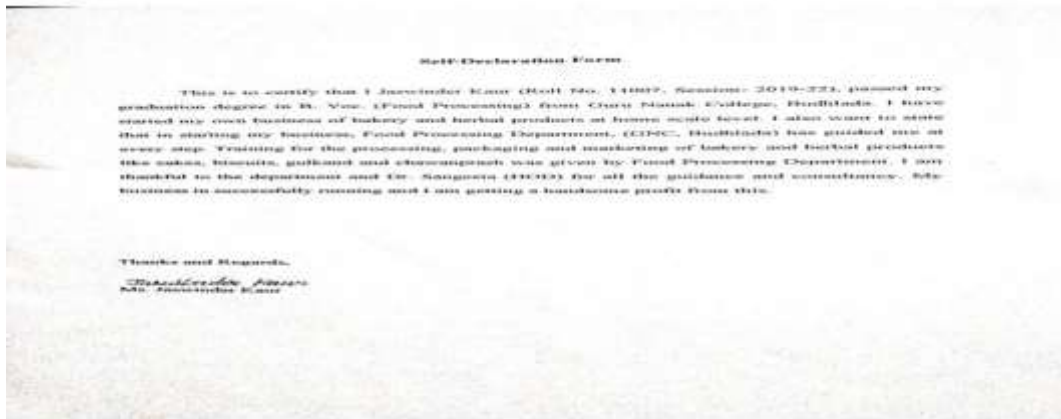 Self-Declaration Form
This is to certify that I Jaswinder Kaur (Roll No. 11007, Session: 2019-22), passed my
graduation degree in B. Voc. (Food Processing) from Guru Nanak College, Budhlada. I have
started my own business of bakery and herbal products at home scale level. I also want to state
that in starting my business, Food Processing Department, (GNC, Budhlada) has guided me at
every step. Training for the processing, packaging and marketing of bakery and herbal products
like cakes, biscuits, gulkand and chawanprash was given by Food Processing Department. I am
thankful to the department and Dr. Sangeeta (HOD) for all the guidance and consultancy. My
business is successfully running and I am getting a handsome profit from this.
Thanks and Regards,
Ms. Jaswinder Kaur